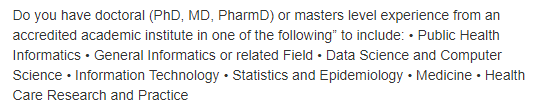 Do you have doctoral (PhD, MD, PharmD) or masters level experience from an
accredited academic institute in one of the following” to include: • Public Health
Informatics • General Informatics or related Field • Data Science and Computer
Science • Information Technology • Statistics and Epidemiology • Medicine • Health
Care Research and Practice